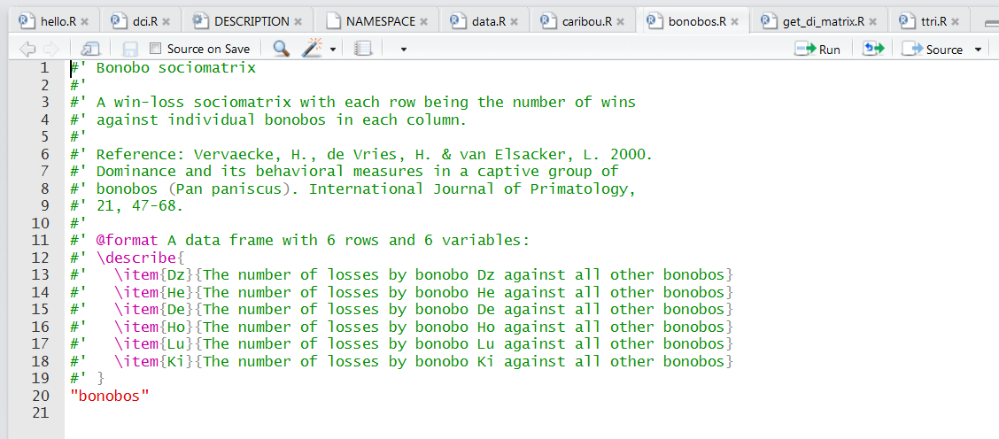 hello.R dci.R DESCRIPTION NAMESPACE data.R caribou.R bonobos.R get_di_matrix.R ttri.R
Source on Save Run Source
1 #' Bonobo sociomatrix
2 #'
3 #' A win-loss sociomatrix with each row being the number of wins
4 #' against individual bonobos in each column.
5 #'
6 #' Reference: Vervaecke, H., de Vries, H. & van Elsacker, L. 2000.
7 #' Dominance and its behavioral measures in a captive group of
8 #' bonobos (Pan paniscus). International Journal of Primatology,
9 #' 21, 47-68.
10 #'
11 #' @format A data frame with 6 rows and 6 variables:
12 #' \describe{
13 #'   \item{Dz}{The number of losses by bonobo Dz against all other bonobos}
14 #'   \item{He}{The number of losses by bonobo He against all other bonobos}
15 #'   \item{De}{The number of losses by bonobo De against all other bonobos}
16 #'   \item{Ho}{The number of losses by bonobo Ho against all other bonobos}
17 #'   \item{Lu}{The number of losses by bonobo Lu against all other bonobos}
18 #'   \item{Ki}{The number of losses by bonobo Ki against all other bonobos}
19 #' }
20 "bonobos"
21